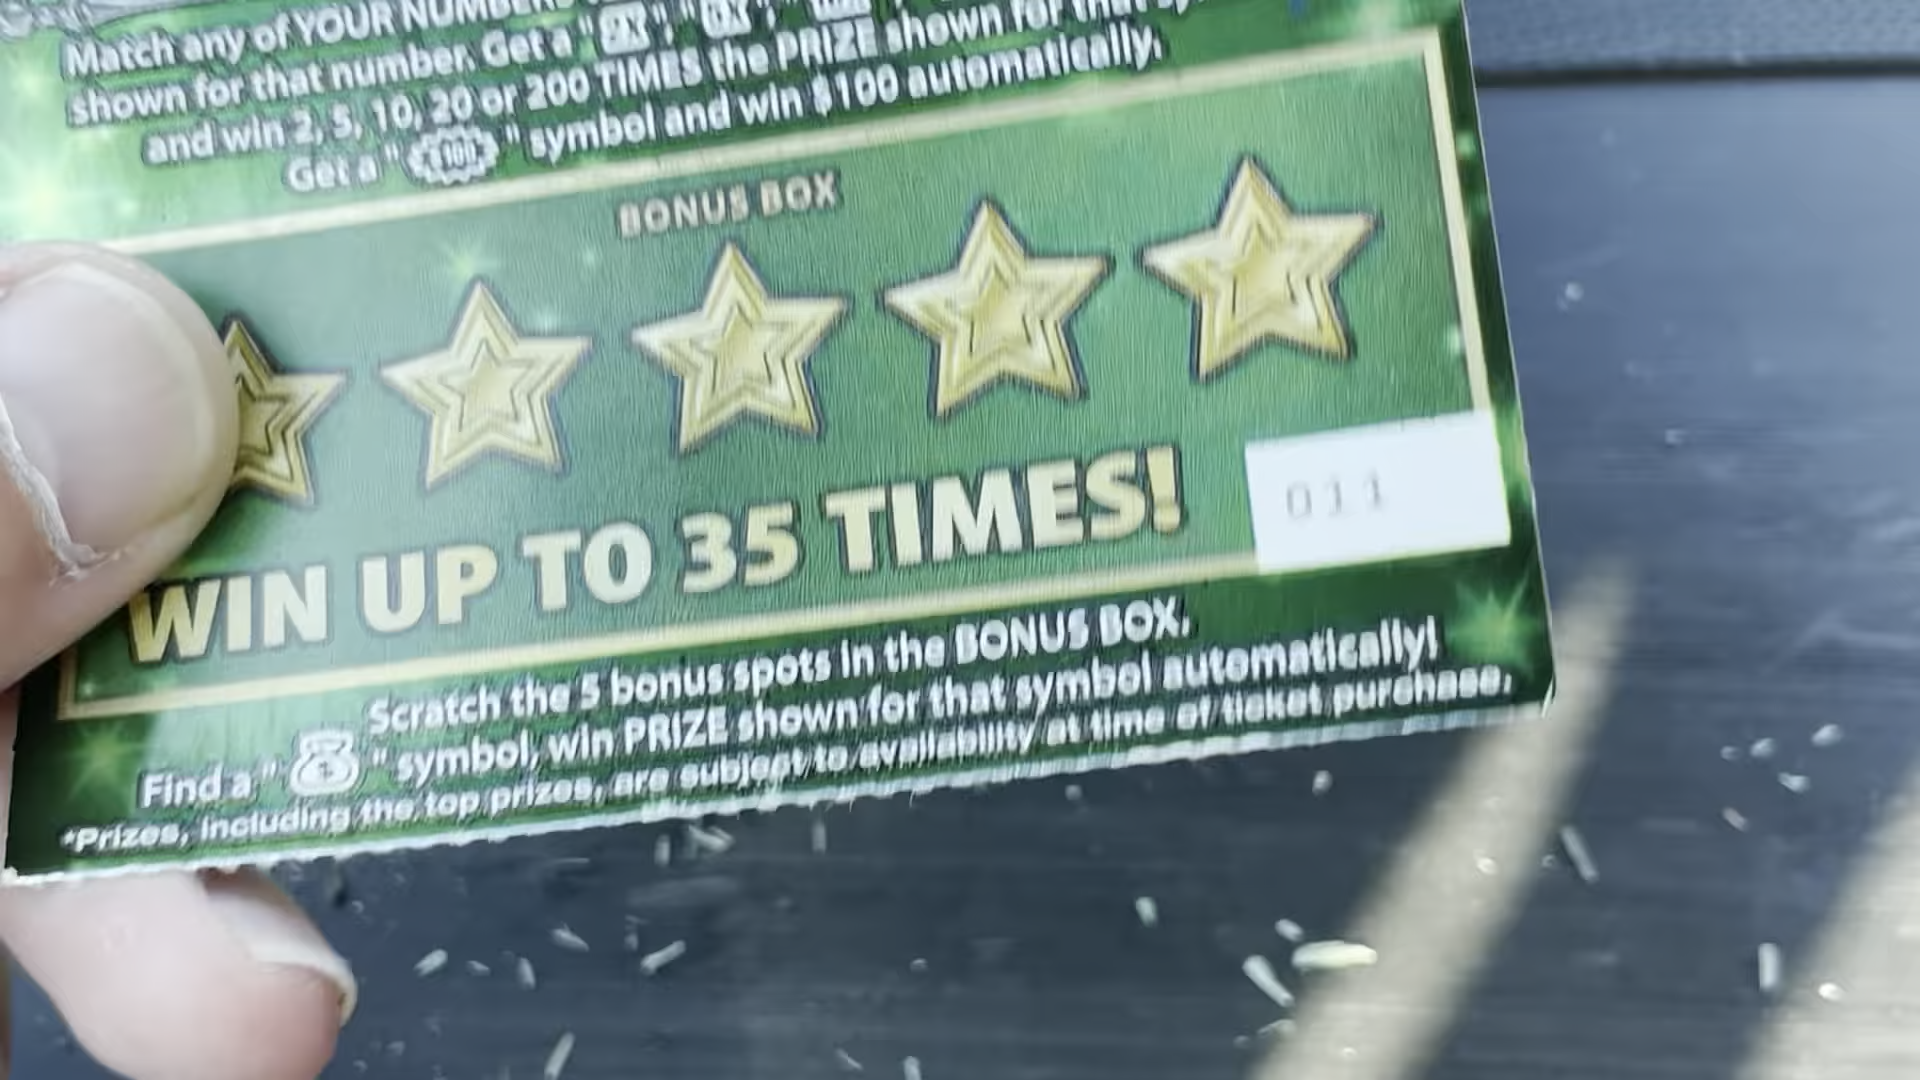 Match any of YOUR NUMBERS
shown for that number. Get a "2X", "5X", "
and win 2, 5, 10, 20 or 200 TIMES the PRIZE shown for that
Get a "$100" symbol and win $100 automatically.
BONUS BOX
WIN UP TO 35 TIMES!
011
Scratch the 5 bonus spots in the BONUS BOX.
Find a " " symbol, win PRIZE shown for that symbol automatically!
*Prizes, including the top prizes, are subject to availability at time of ticket purchase.